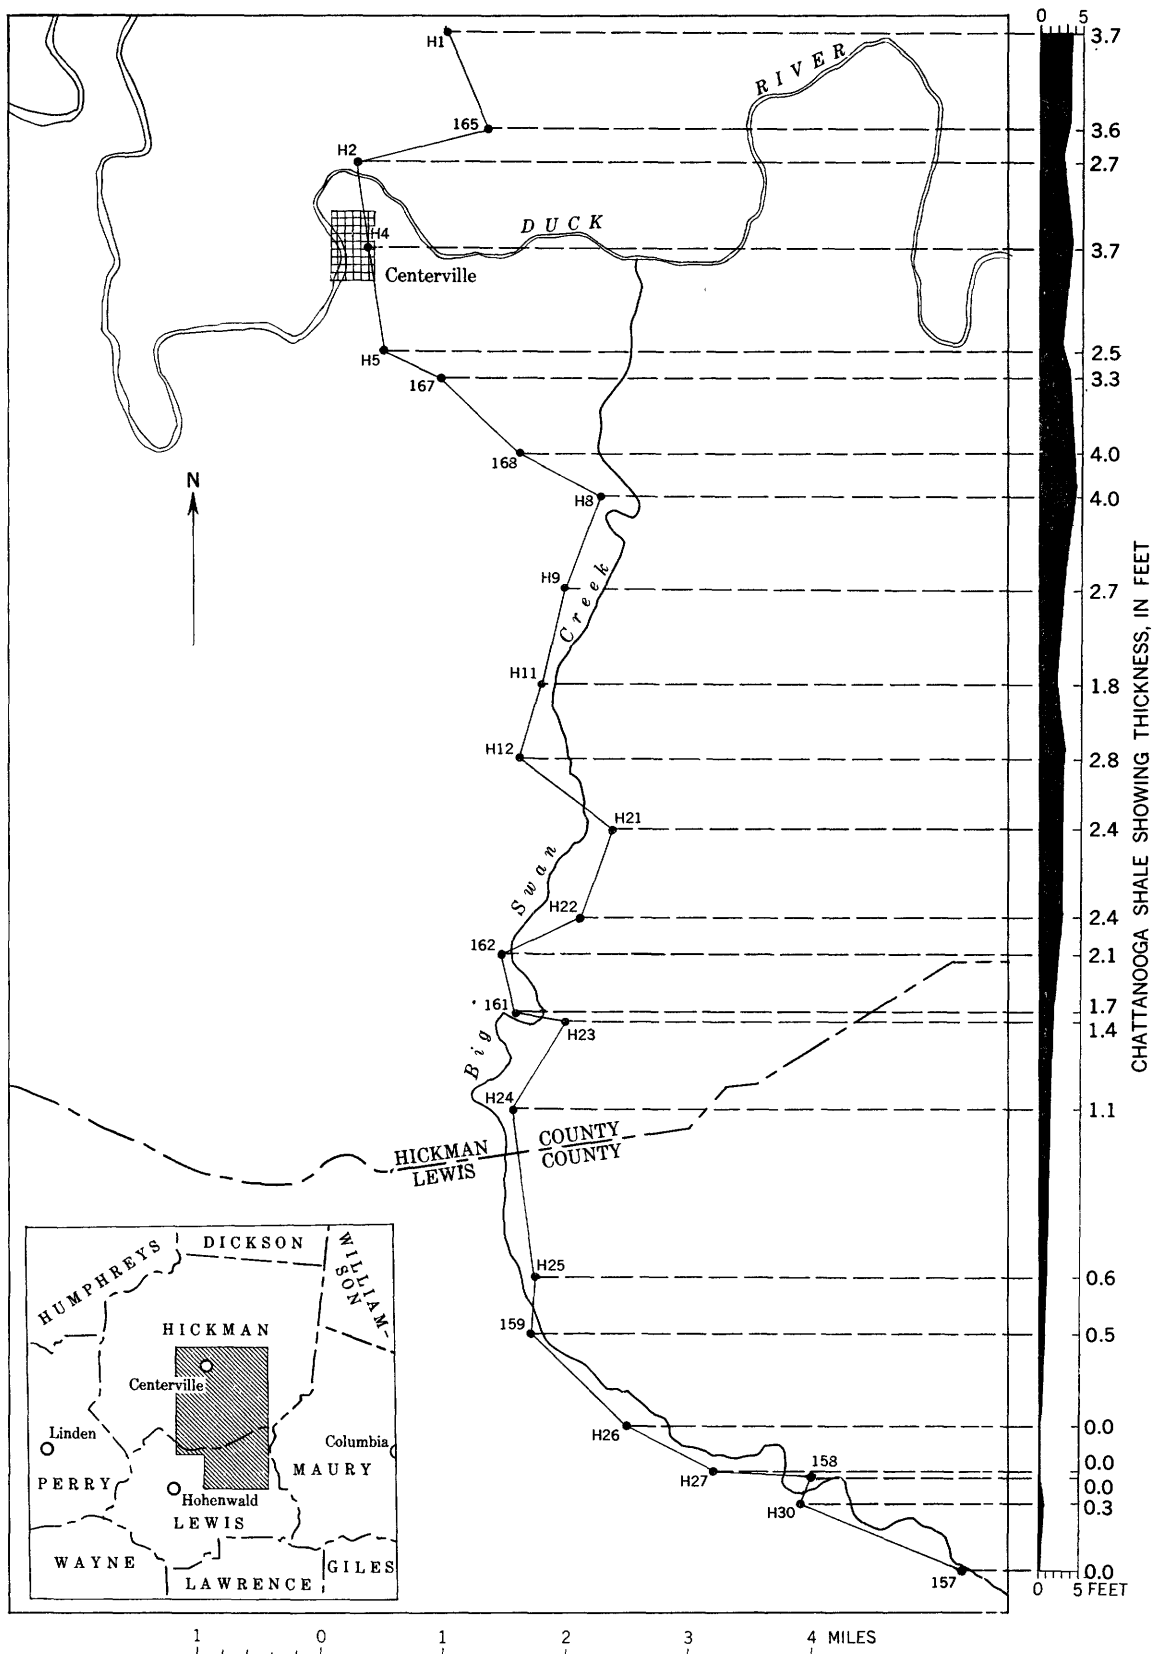 0 5
H1 3.7
165 3.6
H2 2.7
RIVER
DUCK
H4 3.7
Centerville
H5 2.5
167 3.3
168 4.0
N
H8 4.0
H9 2.7
Creek
H11 1.8
H12 2.8
H21 2.4
Swan
H22 2.4
162 2.1
161 1.7
H23 1.4
Big
H24 1.1
HICKMAN COUNTY
LEWIS COUNTY
H25 0.6
159 0.5
H26 0.0
H27 0.0
158 0.0
H30 0.3
157 0.0
0 5 FEET
CHATTANOOGA SHALE SHOWING THICKNESS, IN FEET
HUMPHREYS
DICKSON
WILLIAM-
SON
HICKMAN
Centerville
Linden
Columbia
PERRY
MAURY
Hohenwald
LEWIS
WAYNE
LAWRENCE
GILES
1 0 1 2 3 4 MILES